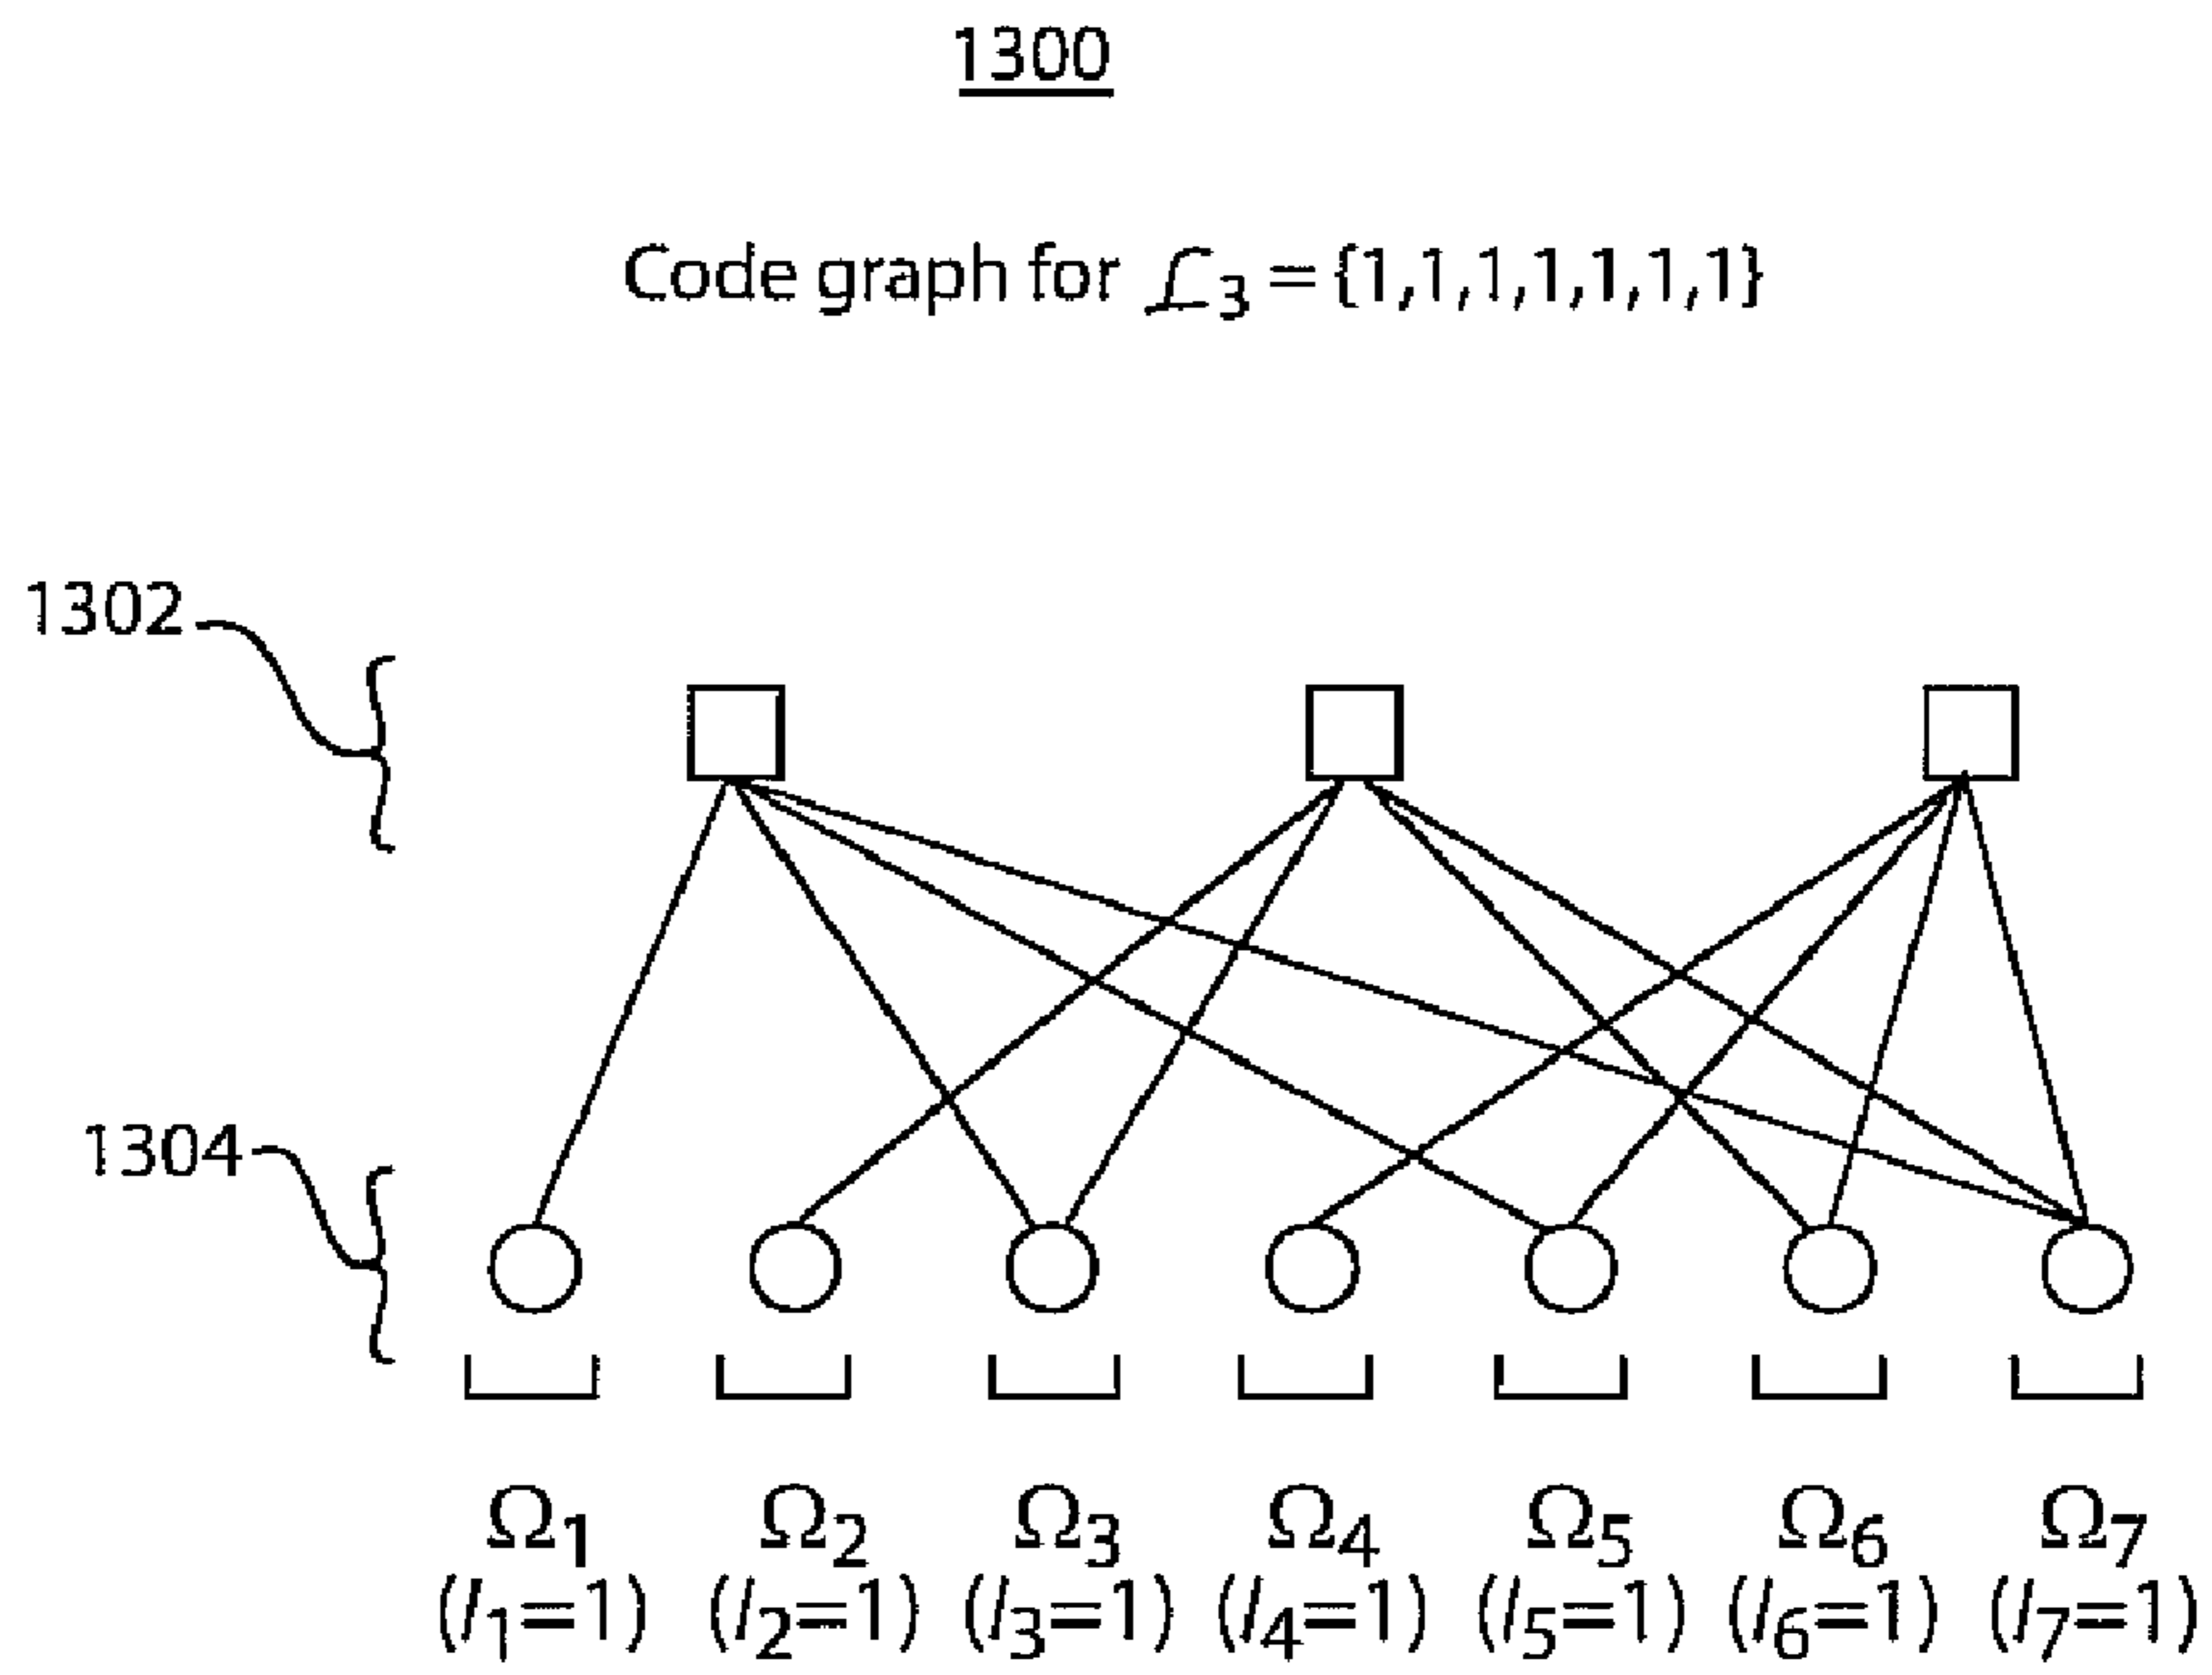 1300
Code graph for ℒ₃ = {1,1,1,1,1,1,1}
1302
1304
Ω₁ Ω₂ Ω₃ Ω₄ Ω₅ Ω₆ Ω₇
(l₁=1) (l₂=1) (l₃=1) (l₄=1) (l₅=1) (l₆=1) (l₇=1)